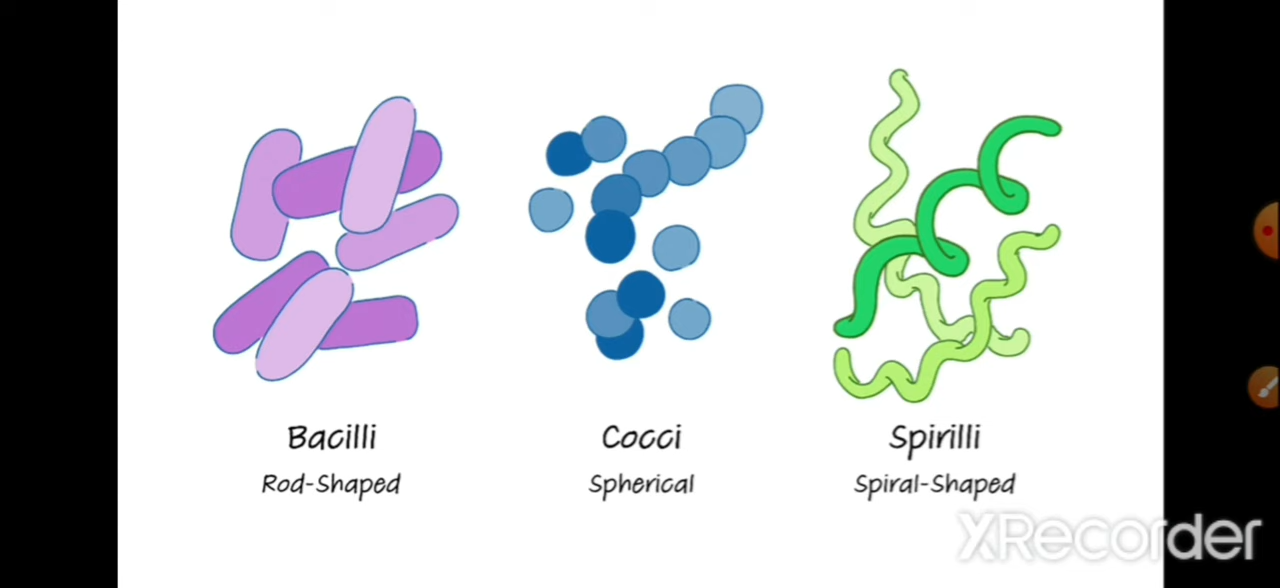 Bacilli
Rod-Shaped
Cocci
Spherical
Spirilli
Spiral-Shaped
XRecorder